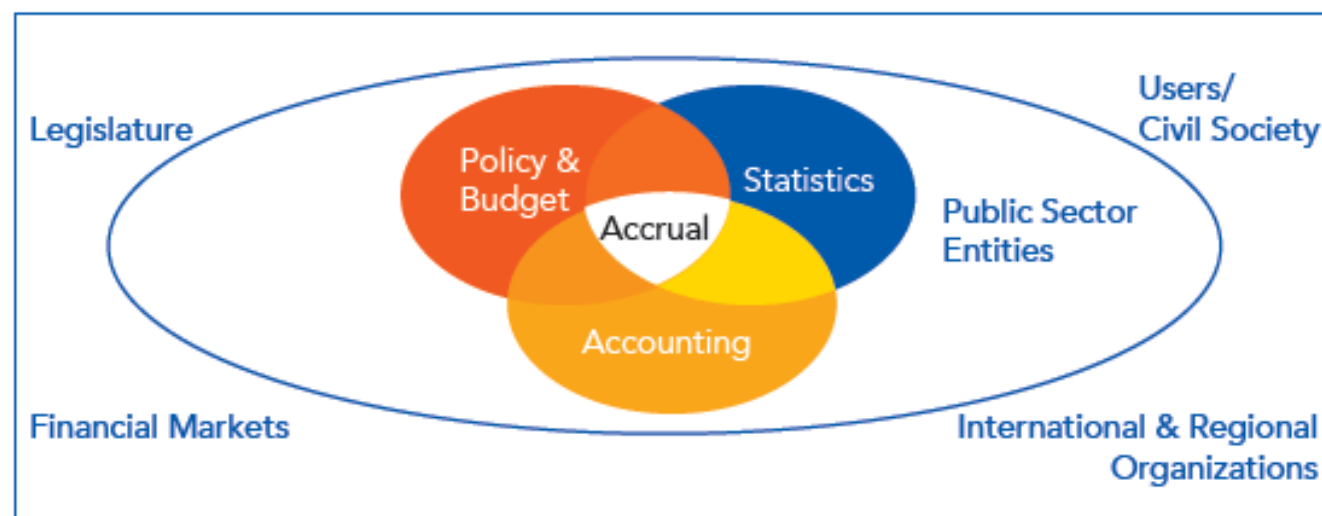 Legislature
Users/
Civil Society
Policy &
Budget
Statistics
Accrual
Public Sector
Entities
Accounting
Financial Markets
International & Regional
Organizations